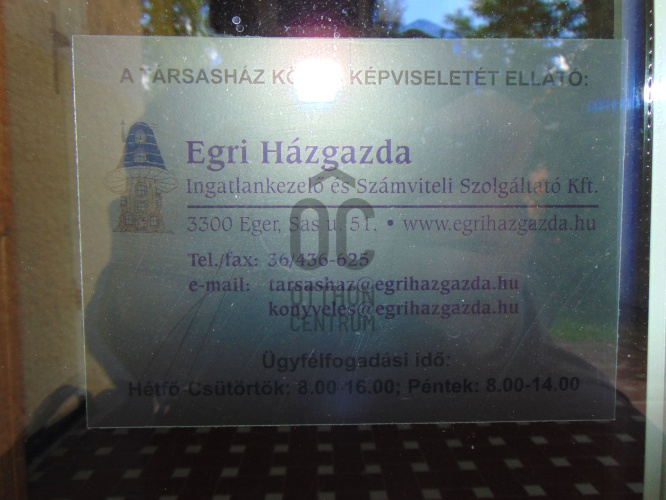 A TÁRSASHÁZ KÉPVISELETÉT ELLÁTÓ:
Egri Házgazda
Ingatlankezelő és Számviteli Szolgáltató Kft.
3300 Eger, Sas u. 51. • www.egrihazgazda.hu
Tel./fax: 36/436-625
e-mail: tarsashaz@egrihazgazda.hu
konyveles@egrihazgazda.hu
Ügyfélfogadási idő:
Hétfő-Csütörtök: 8.00-16.00; Péntek: 8.00-14.00
OC
OTTHON
CENTRUM